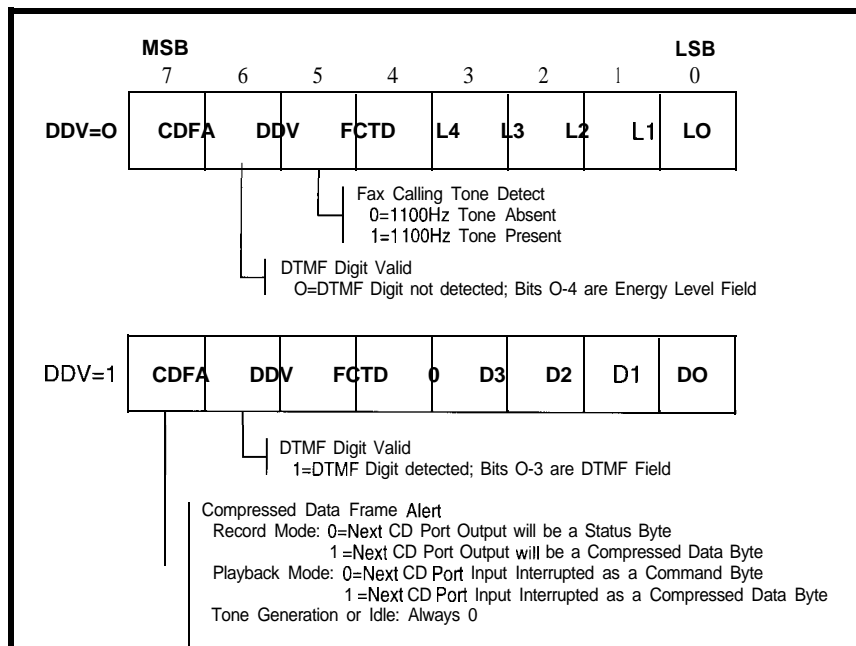 MSB LSB
7 6 5 4 3 2 1 0
DDV=O CDFA DDV FCTD L4 L3 L2 L1 LO
Fax Calling Tone Detect
0=1100Hz Tone Absent
1=1100Hz Tone Present
DTMF Digit Valid
O=DTMF Digit not detected; Bits O-4 are Energy Level Field
DDV=1 CDFA DDV FCTD 0 D3 D2 D1 DO
DTMF Digit Valid
1=DTMF Digit detected; Bits O-3 are DTMF Field
Compressed Data Frame Alert
Record Mode: 0=Next CD Port Output will be a Status Byte
1=Next CD Port Output will be a Compressed Data Byte
Playback Mode: 0=Next CD Port Input Interrupted as a Command Byte
1=Next CD Port Input Interrupted as a Compressed Data Byte
Tone Generation or Idle: Always 0